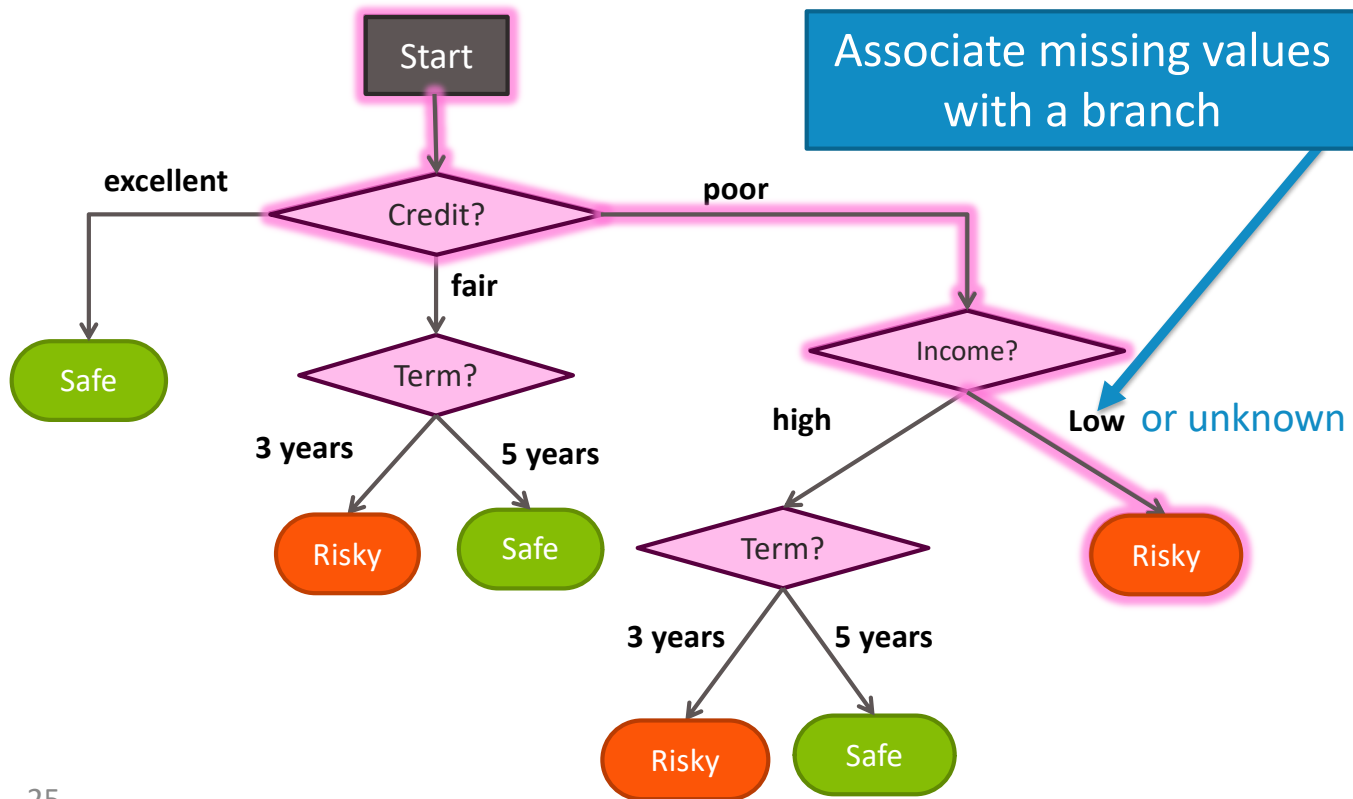 Start
Associate missing values
with a branch
excellent
poor
Credit?
fair
Income?
Safe
Term?
high
Low or unknown
3 years
5 years
Risky
Safe
Term?
Risky
3 years
5 years
Risky
Safe
25